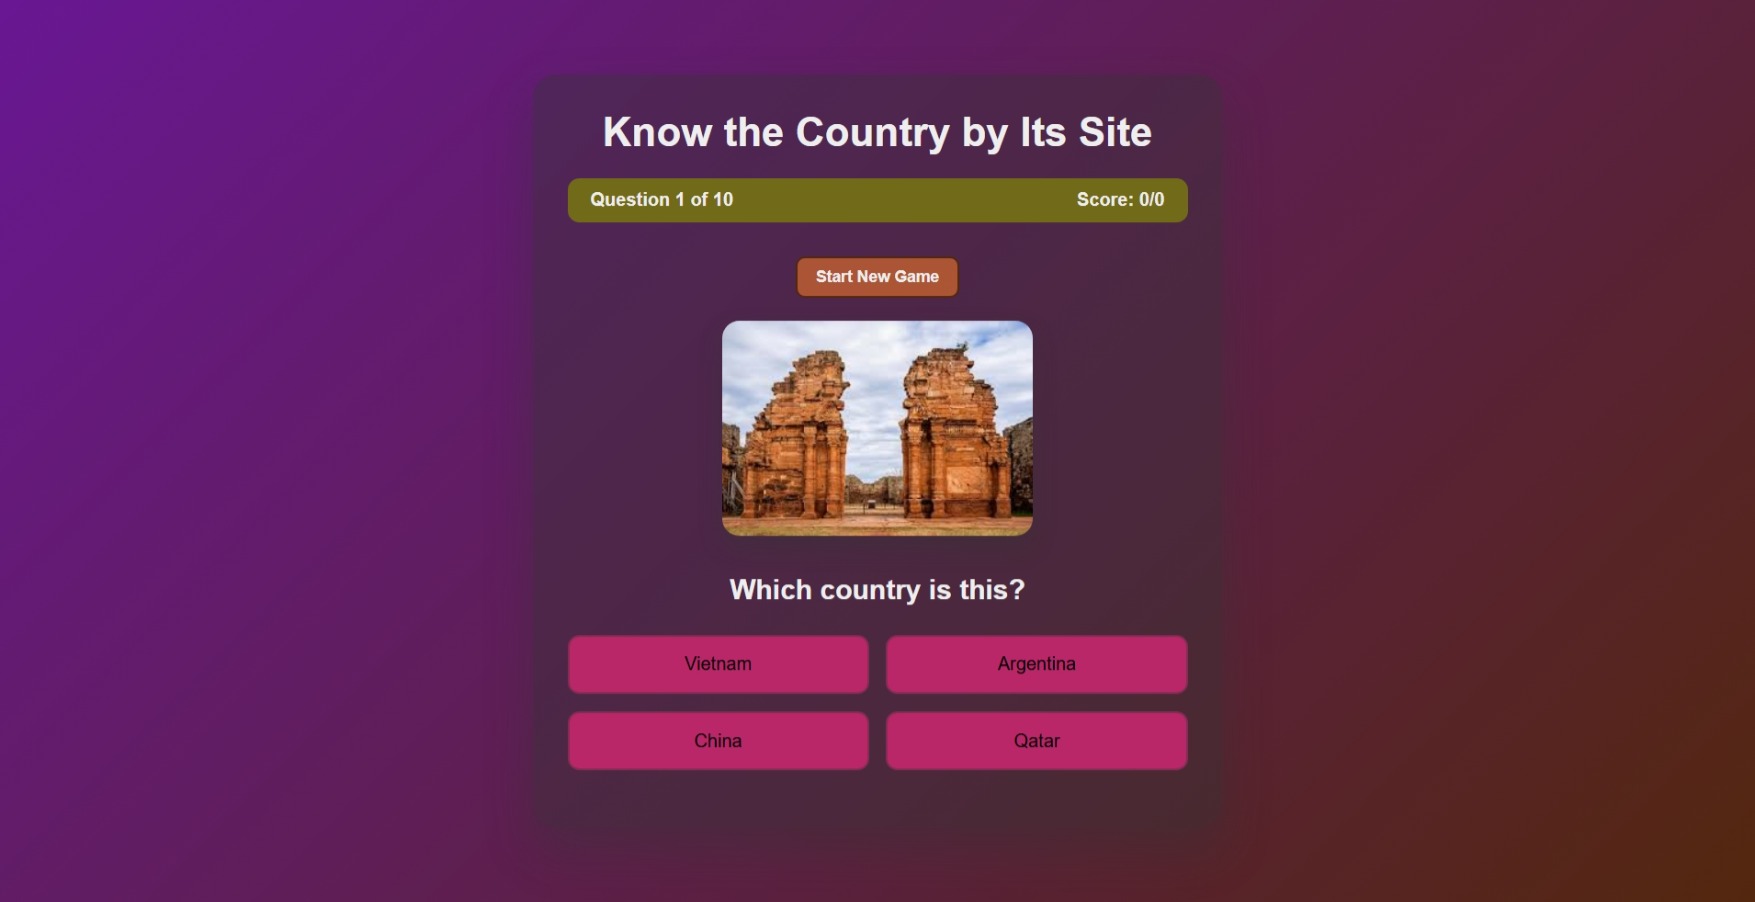 Know the Country by Its Site
Question 1 of 10
Score: 0/0
Start New Game
Which country is this?
Vietnam
Argentina
China
Qatar